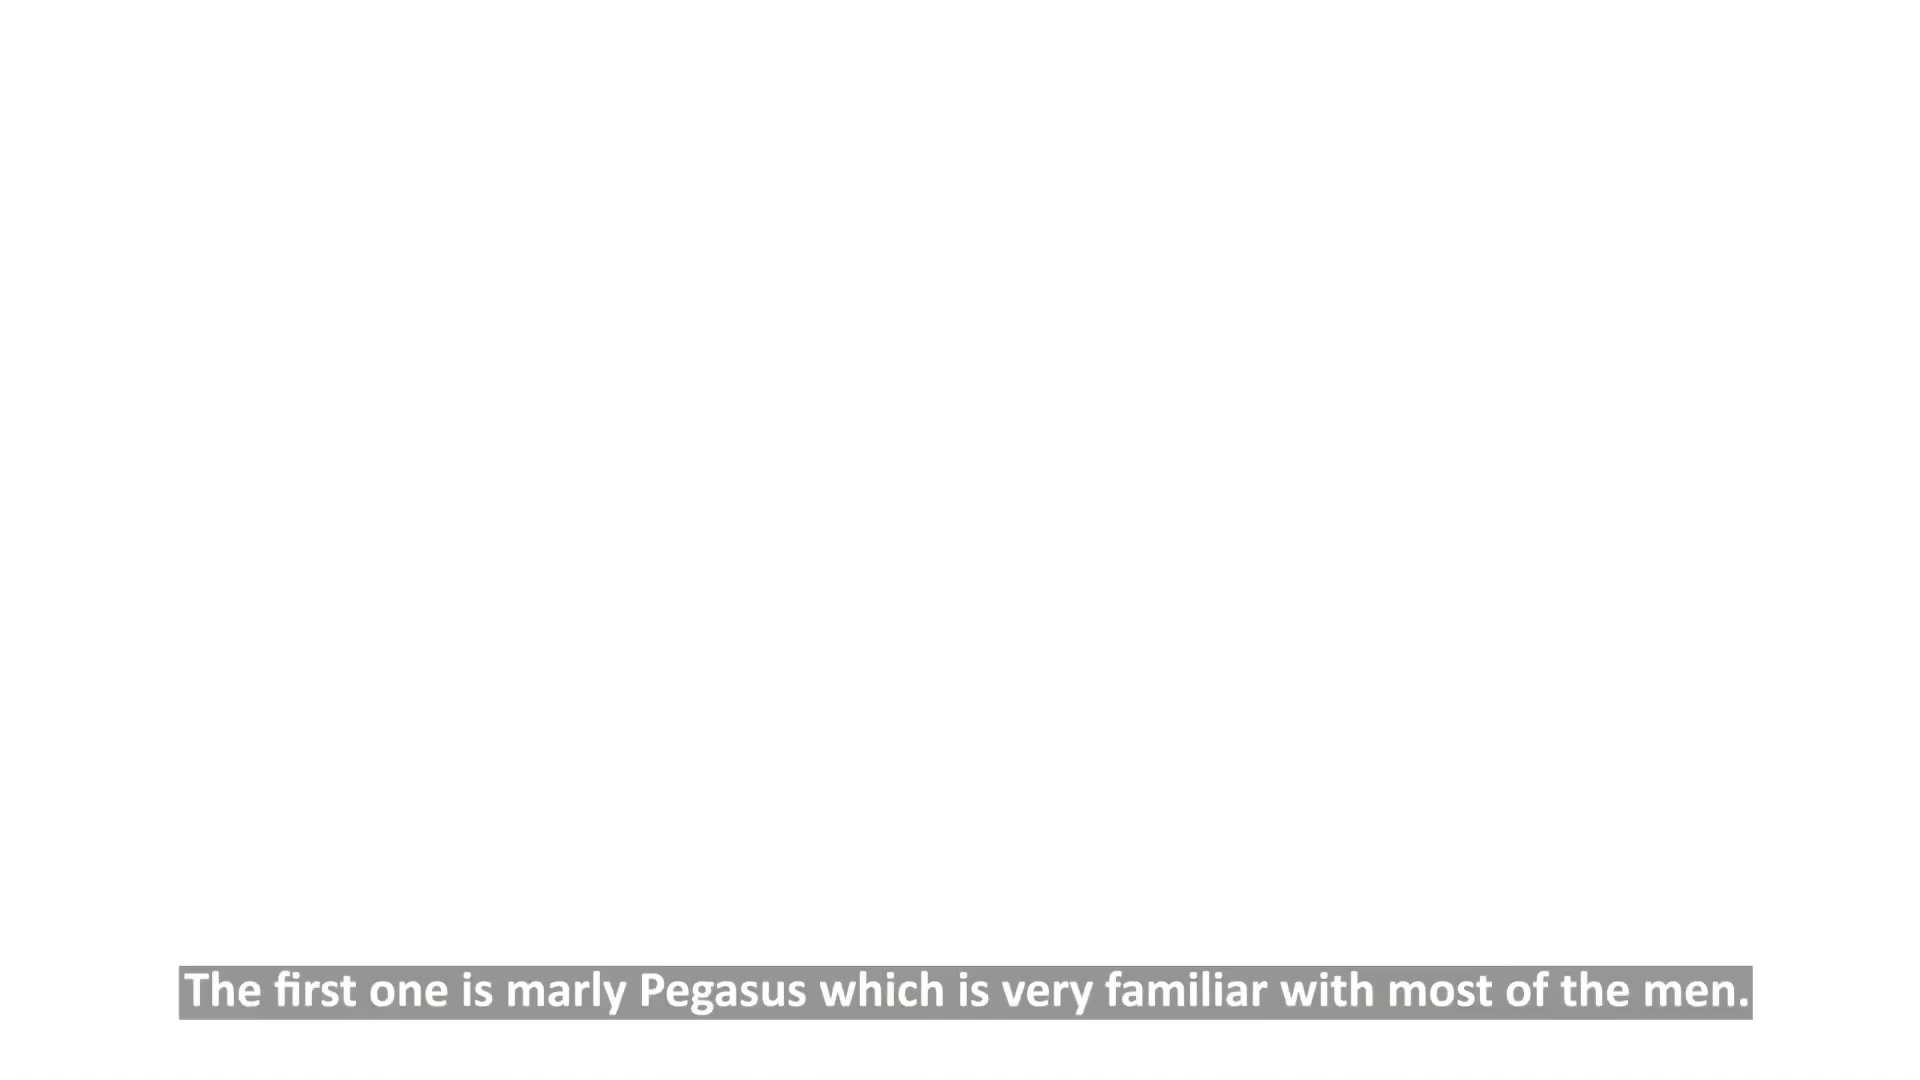 The first one is marly Pegasus which is very familiar with most of the men.